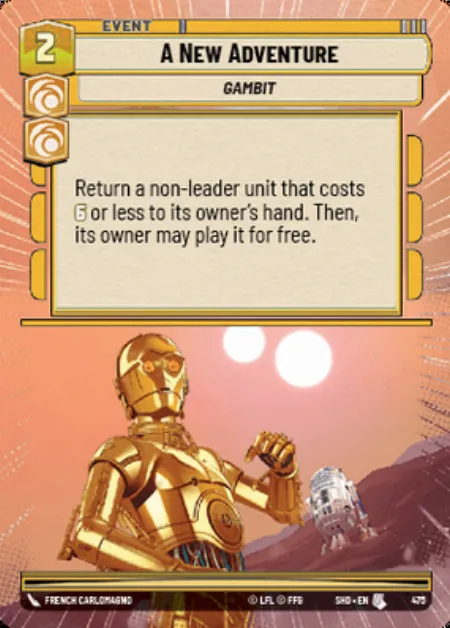 EVENT
2
A NEW ADVENTURE
GAMBIT
Return a non-leader unit that costs
6 or less to its owner's hand. Then,
its owner may play it for free.
FRENCH CARLOMAGNO
LFL FFG
SHD • EN
475